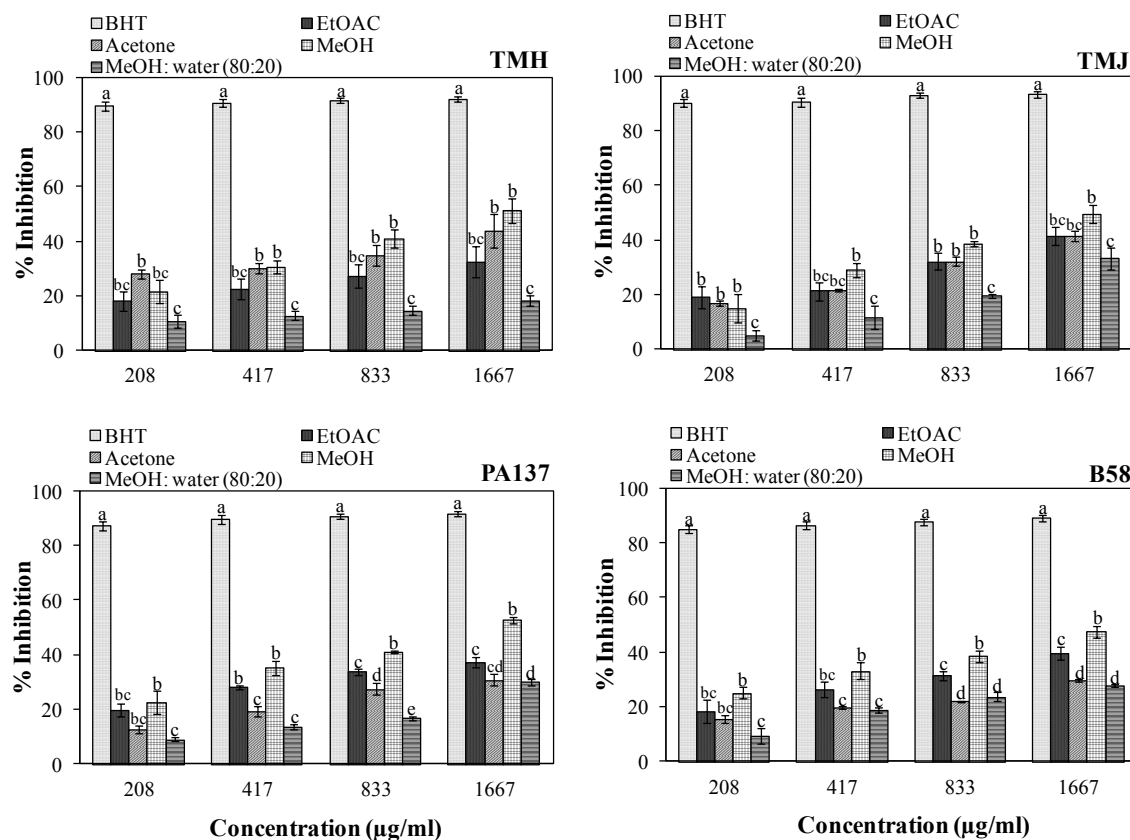 BHT EtOAC
Acetone MeOH
MeOH: water (80:20)
TMH
% Inhibition
100
80
60
40
20
0
a bc b bc c
a bc b b c
a bc b b c
a bc b b c
208 417 833 1667
BHT EtOAC
Acetone MeOH
MeOH: water (80:20)
TMJ
% Inhibition
100
80
60
40
20
0
a b b b c
a bc bc b c
a b b b c
a bc bc b c
208 417 833 1667
BHT EtOAC
Acetone MeOH
MeOH: water (80:20)
PA137
% Inhibition
100
80
60
40
20
0
a bc bc b c
a b c b c
a c d b e
a c cd b d
208 417 833 1667
Concentration (µg/ml)
BHT EtOAC
Acetone MeOH
MeOH: water (80:20)
B58
% Inhibition
100
80
60
40
20
0
a bc bc b c
a b c b c
a c d b d
a c d b d
208 417 833 1667
Concentration (µg/ml)